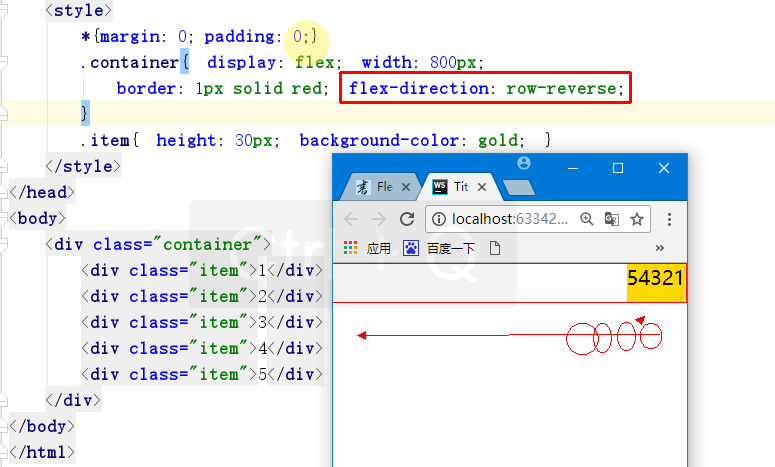 <style>
*{margin: 0; padding: 0;}
.container{ display: flex; width: 800px;
border: 1px solid red; flex-direction: row-reverse;
}
.item{ height: 30px; background-color: gold; }
</style>
</head>
<body>
<div class="container">
<div class="item">1</div>
<div class="item">2</div>
<div class="item">3</div>
<div class="item">4</div>
<div class="item">5</div>
</div>
</body>
</html>
Fle
WS Tit
localhost:63342...
应用 百度一下 »
54321